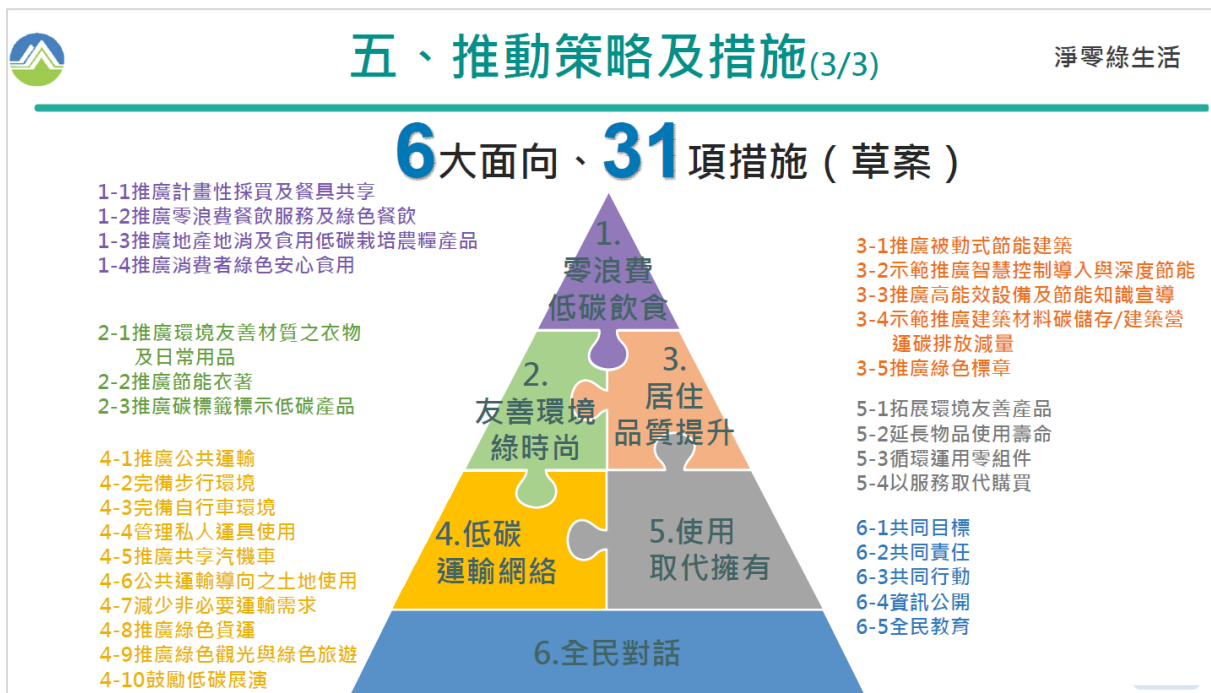 五、推動策略及措施(3/3)
淨零綠生活
6大面向、31項措施（草案）
1-1推廣計畫性採買及餐具共享
1-2推廣零浪費餐飲服務及綠色餐飲
1-3推廣地產地消及食用低碳栽培農糧產品
1-4推廣消費者綠色安心食用
2-1推廣環境友善材質之衣物
及日常用品
2-2推廣節能衣著
2-3推廣碳標籤標示低碳產品
4-1推廣公共運輸
4-2完備步行環境
4-3完備自行車環境
4-4管理私人運具使用
4-5推廣共享汽機車
4-6公共運輸導向之土地使用
4-7減少非必要運輸需求
4-8推廣綠色貨運
4-9推廣綠色觀光與綠色旅遊
4-10鼓勵低碳展演
1.
零浪費
低碳飲食
2.
友善環境
綠時尚
3.
居住
品質提升
4.低碳
運輸網絡
5.使用
取代擁有
6.全民對話
3-1推廣被動式節能建築
3-2示範推廣智慧控制導入與深度節能
3-3推廣高能效設備及節能知識宣導
3-4示範推廣建築材料碳儲存/建築營
運碳排放減量
3-5推廣綠色標章
5-1拓展環境友善產品
5-2延長物品使用壽命
5-3循環運用零組件
5-4以服務取代購買
6-1共同目標
6-2共同責任
6-3共同行動
6-4資訊公開
6-5全民教育